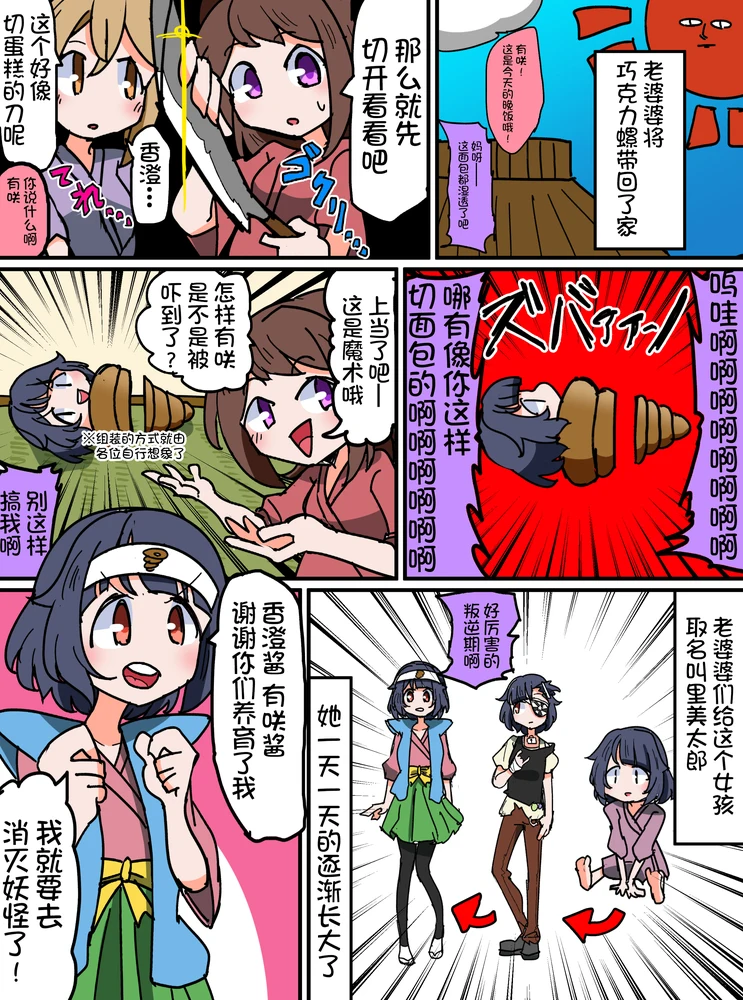 老婆婆将
巧克力螺带回了家
有咲！
这是今天的晚饭哦！
妈呀——
这面包都湿透了吧
那么就先
切开看看吧
香澄…
这个好像
切蛋糕的刀呢
你说什么啊
有咲
ゴクリ…
てれ…
呜哇啊啊啊啊啊啊啊啊
ズバァアアーン
哪有像你这样
切面包的啊啊啊啊啊啊
上当了吧—
这是魔术哦
怎样有咲
是不是被
吓到了？
※组装的方式就由
各位自行想象了
别这样
搞我啊
老婆婆们给这个女孩
取名叫里美太郎
好厉害的
叛逆期啊
她一天一天的逐渐长大了
香澄酱 有咲酱
谢谢你们养育了我
我就要去
消灭妖怪了！